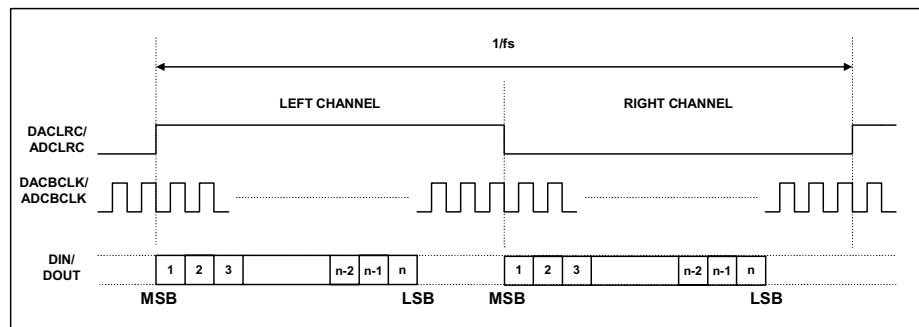 1/fs
LEFT CHANNEL
RIGHT CHANNEL
DACLRC/
ADCLRC
DACBCLK/
ADCBCLK
DIN/
DOUT
1 2 3 n-2 n-1 n 1 2 3 n-2 n-1 n
MSB LSB MSB LSB